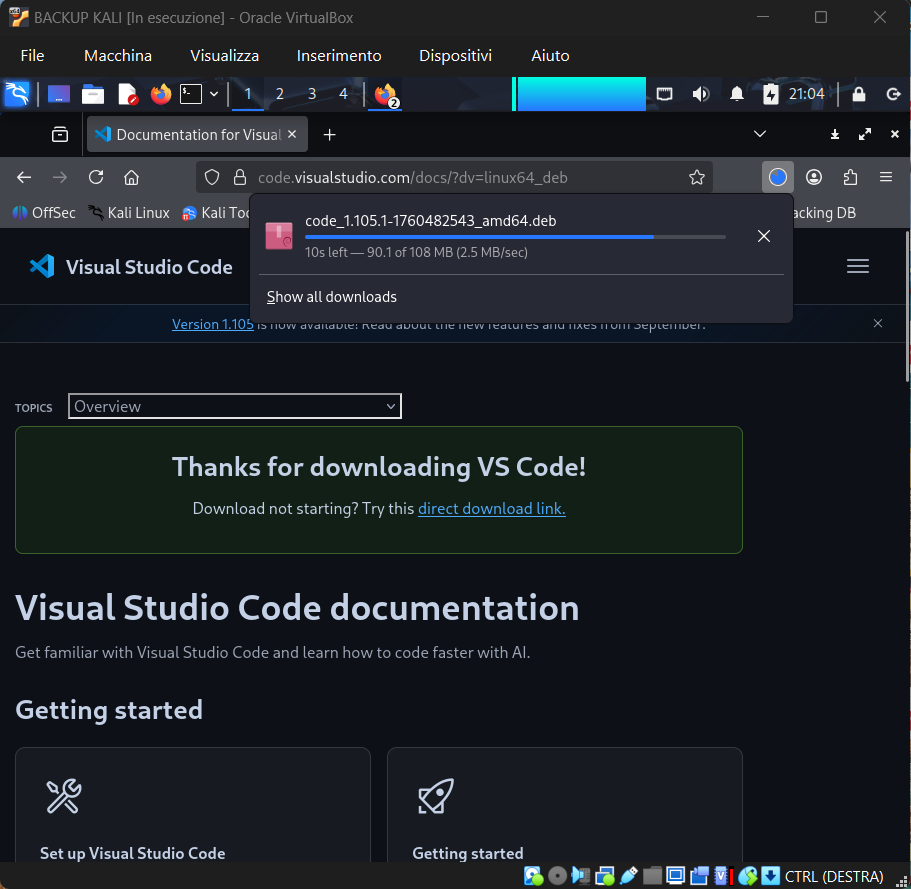 BACKUP KALI [In esecuzione] - Oracle VirtualBox
File Macchina Visualizza Inserimento Dispositivi Aiuto
1 2 3 4 2 21:04
Documentation for Visual
code.visualstudio.com/docs/?dv=linux64_deb
OffSec Kali Linux Kali Too acking DB
code_1.105.1-1760482543_amd64.deb
10s left — 90.1 of 108 MB (2.5 MB/sec)
Show all downloads
Visual Studio Code
Version 1.105 is now available! Read about the new features and fixes from September.
TOPICS Overview
Thanks for downloading VS Code!
Download not starting? Try this direct download link.
Visual Studio Code documentation
Get familiar with Visual Studio Code and learn how to code faster with AI.
Getting started
Set up Visual Studio Code Getting started
CTRL (DESTRA)